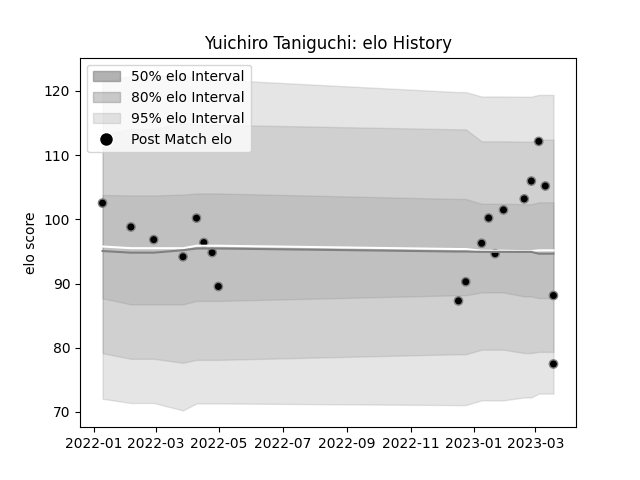 Yuichiro Taniguchi: elo History
50% elo Interval
80% elo Interval
95% elo Interval
Post Match elo
elo score
120
110
100
90
80
70
2022-01 2022-03 2022-05 2022-07 2022-09 2022-11 2023-01 2023-03